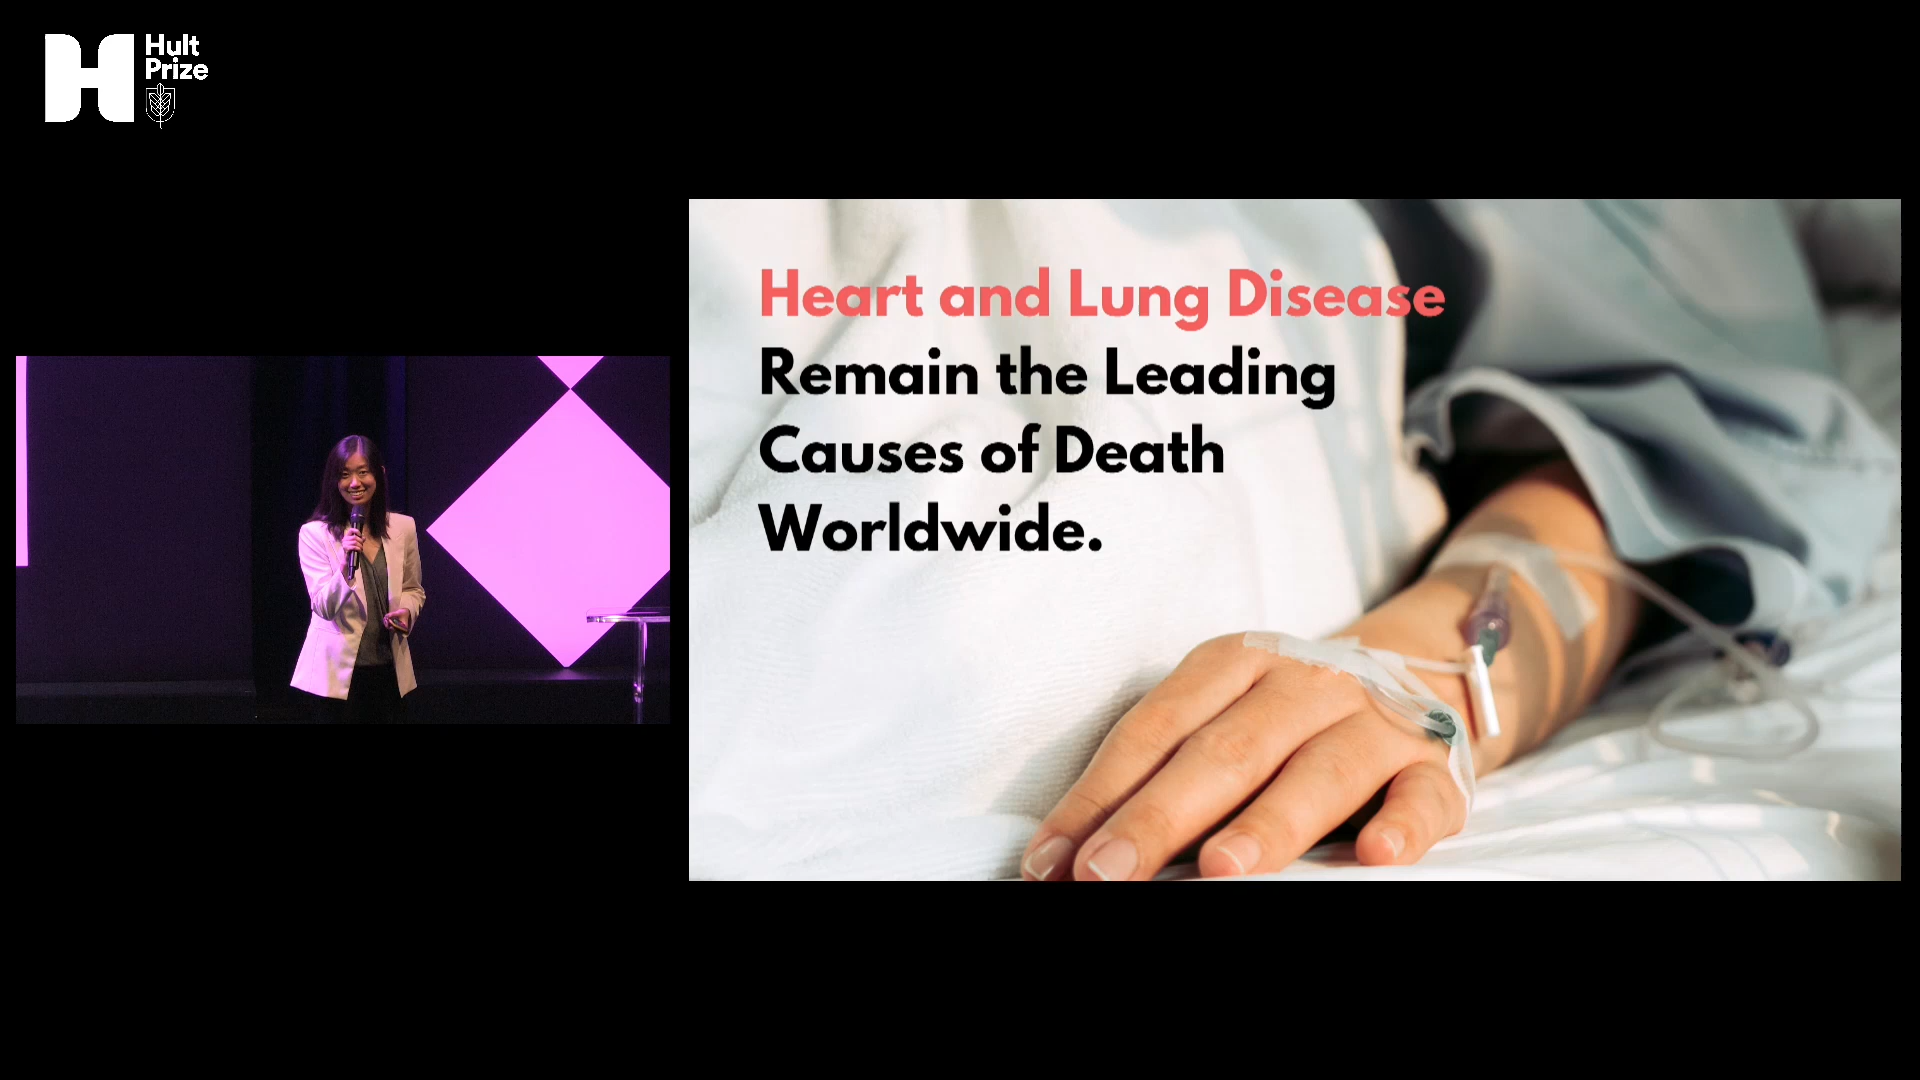 Hult
Prize
Heart and Lung Disease
Remain the Leading
Causes of Death
Worldwide.